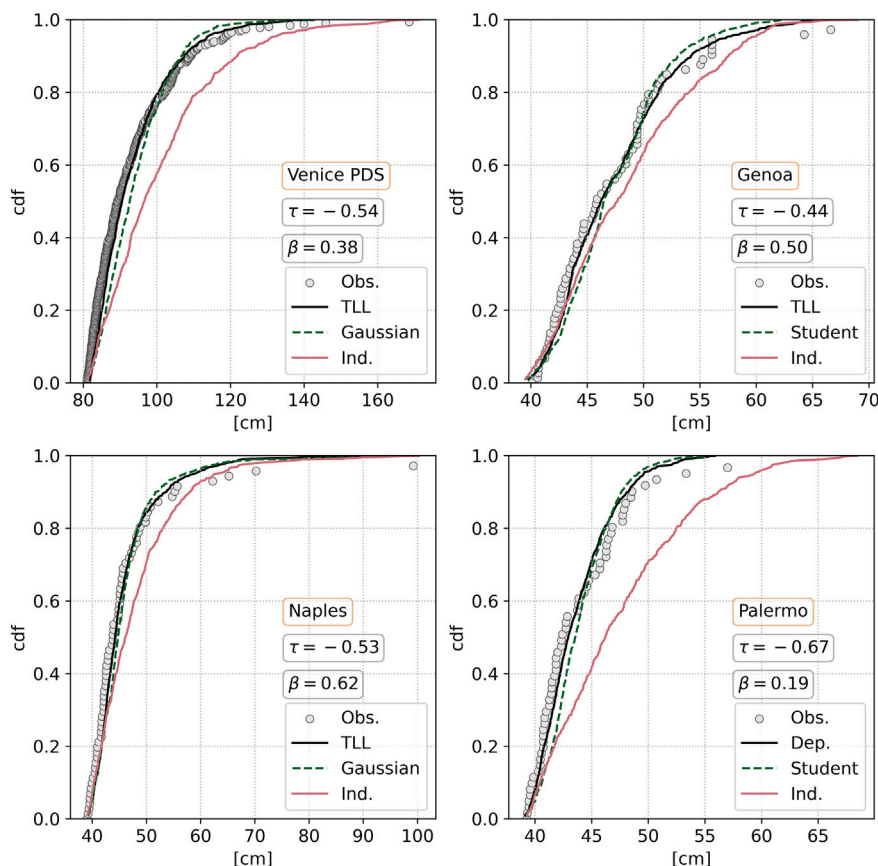 1.0
0.8
0.6
0.4
0.2
0.0
cdf
80 100 120 140 160
[cm]
Venice PDS
τ = −0.54
β = 0.38
Obs.
TLL
Gaussian
Ind.
1.0
0.8
0.6
0.4
0.2
0.0
cdf
40 45 50 55 60 65 70
[cm]
Genoa
τ = −0.44
β = 0.50
Obs.
TLL
Student
Ind.
1.0
0.8
0.6
0.4
0.2
0.0
cdf
40 50 60 70 80 90 100
[cm]
Naples
τ = −0.53
β = 0.62
Obs.
TLL
Gaussian
Ind.
1.0
0.8
0.6
0.4
0.2
0.0
cdf
40 45 50 55 60 65
[cm]
Palermo
τ = −0.67
β = 0.19
Obs.
Dep.
Student
Ind.